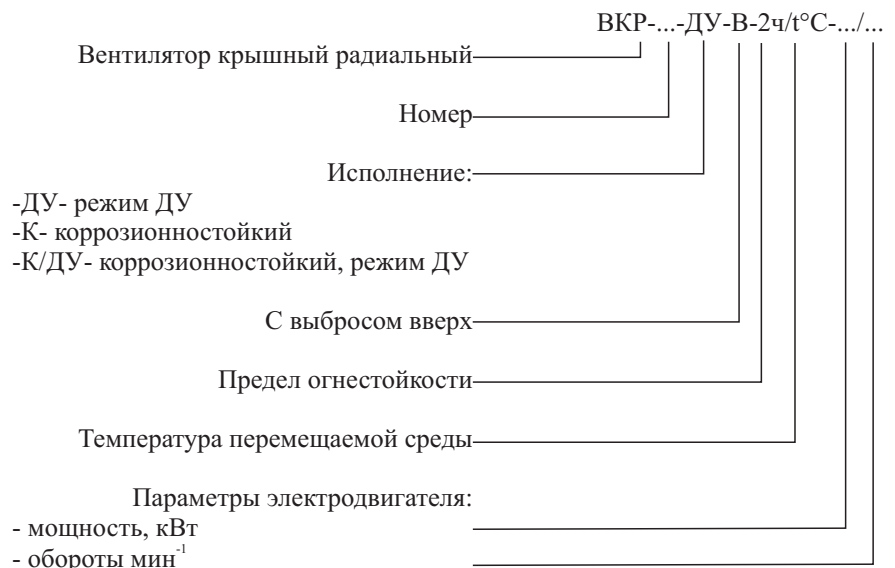 ВКР-...-ДУ-В-2ч/t°С-.../...
Вентилятор крышный радиальный
Номер
Исполнение:
-ДУ- режим ДУ
-К- коррозионностойкий
-К/ДУ- коррозионностойкий, режим ДУ
С выбросом вверх
Предел огнестойкости
Температура перемещаемой среды
Параметры электродвигателя:
- мощность, кВт
- обороты мин⁻¹